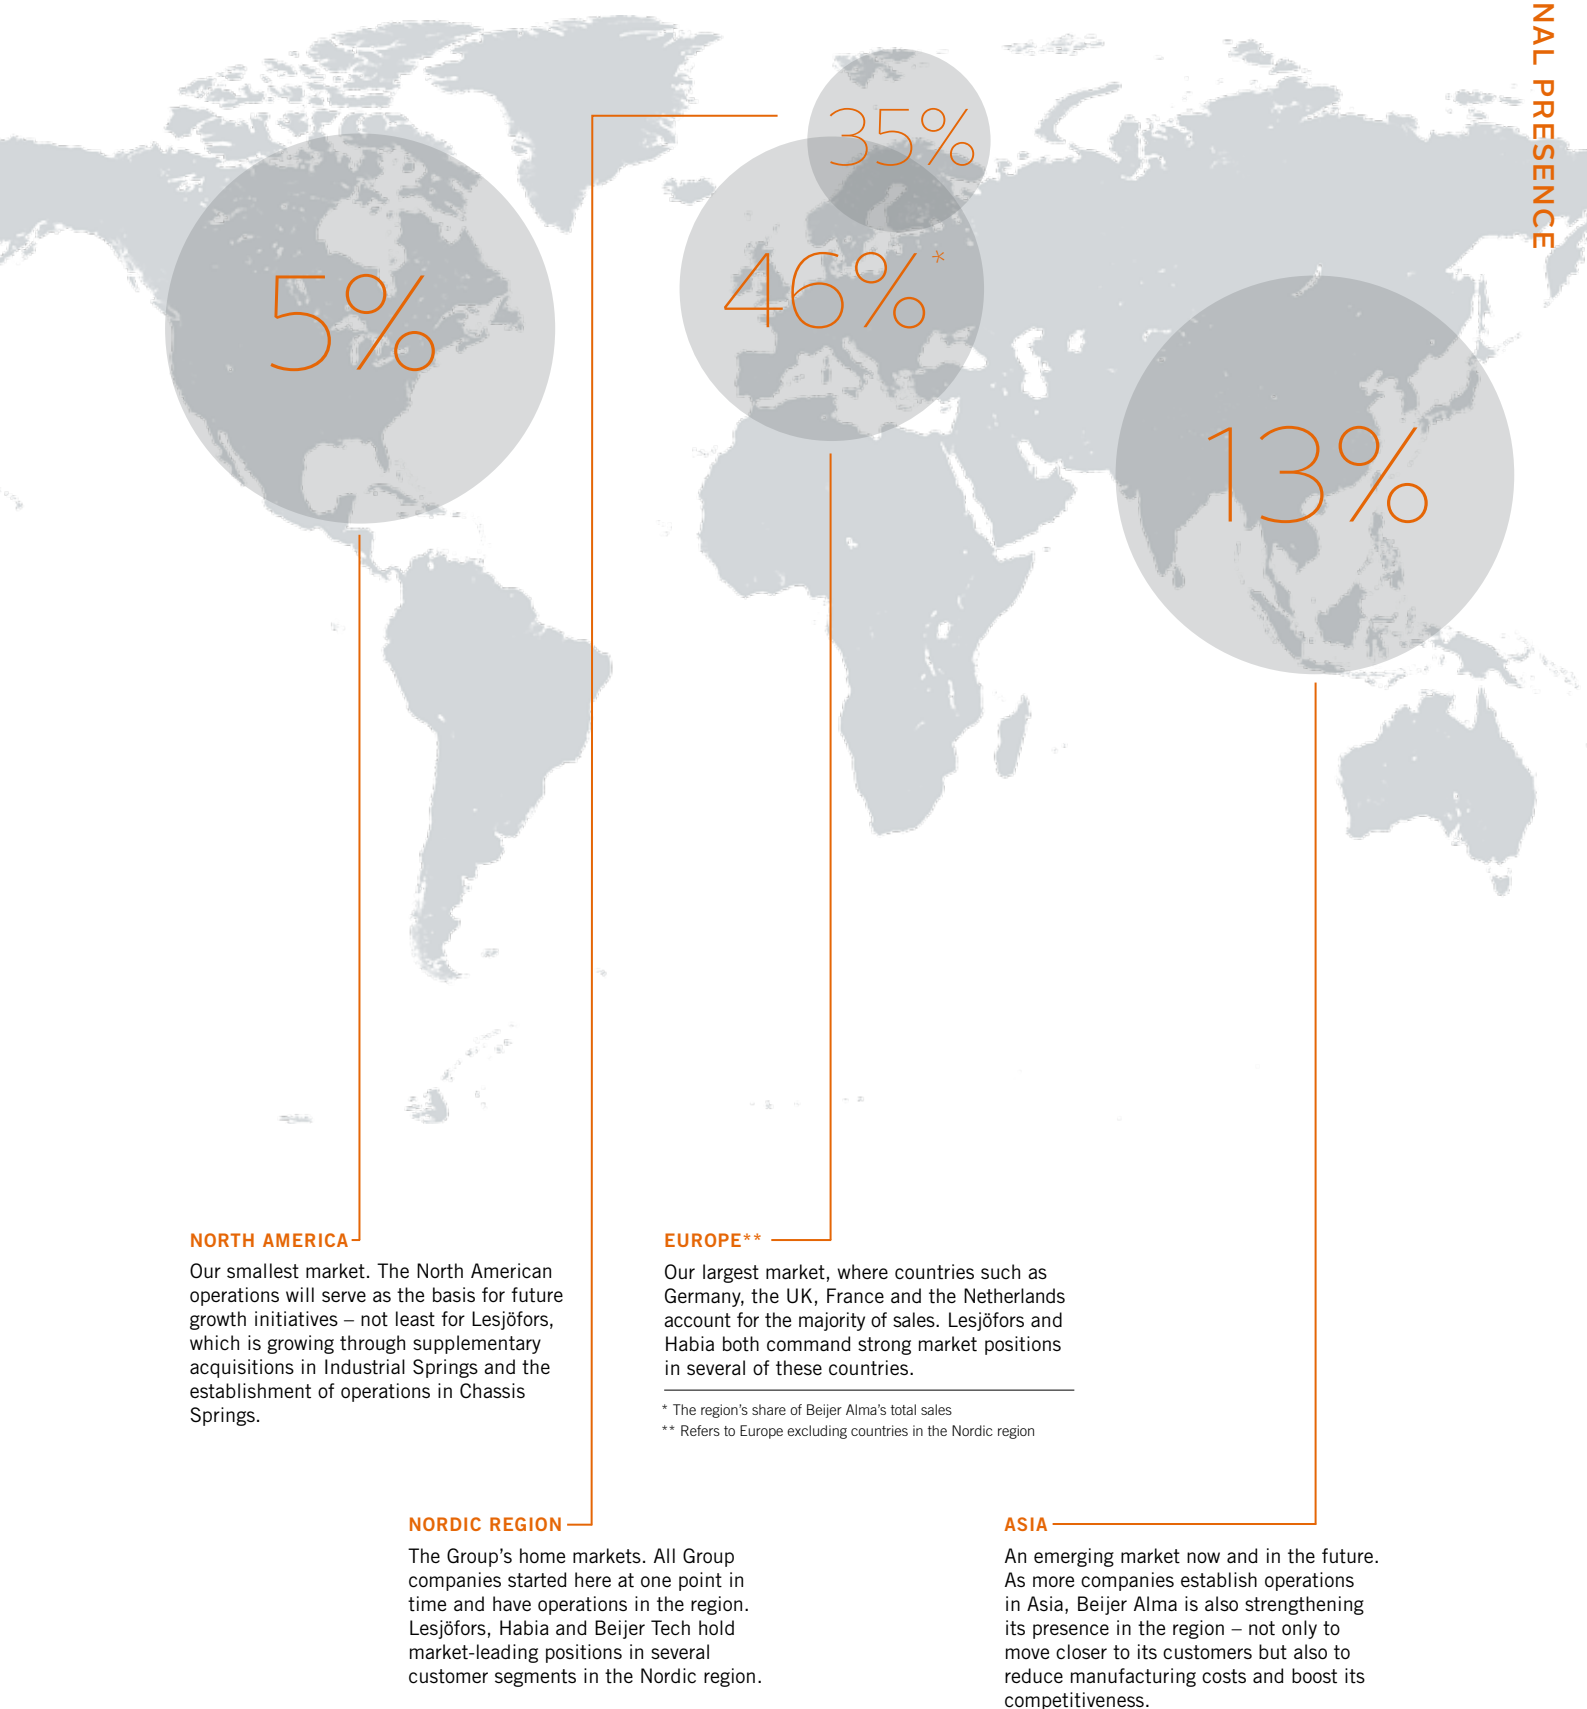 NAL PRESENCE
35%
46%*
5%
13%
NORTH AMERICA
Our smallest market. The North American
operations will serve as the basis for future
growth initiatives – not least for Lesjöfors,
which is growing through supplementary
acquisitions in Industrial Springs and the
establishment of operations in Chassis
Springs.
EUROPE**
Our largest market, where countries such as
Germany, the UK, France and the Netherlands
account for the majority of sales. Lesjöfors and
Habia both command strong market positions
in several of these countries.
* The region's share of Beijer Alma's total sales
** Refers to Europe excluding countries in the Nordic region
NORDIC REGION
The Group's home markets. All Group
companies started here at one point in
time and have operations in the region.
Lesjöfors, Habia and Beijer Tech hold
market-leading positions in several
customer segments in the Nordic region.
ASIA
An emerging market now and in the future.
As more companies establish operations
in Asia, Beijer Alma is also strengthening
its presence in the region – not only to
move closer to its customers but also to
reduce manufacturing costs and boost its
competitiveness.